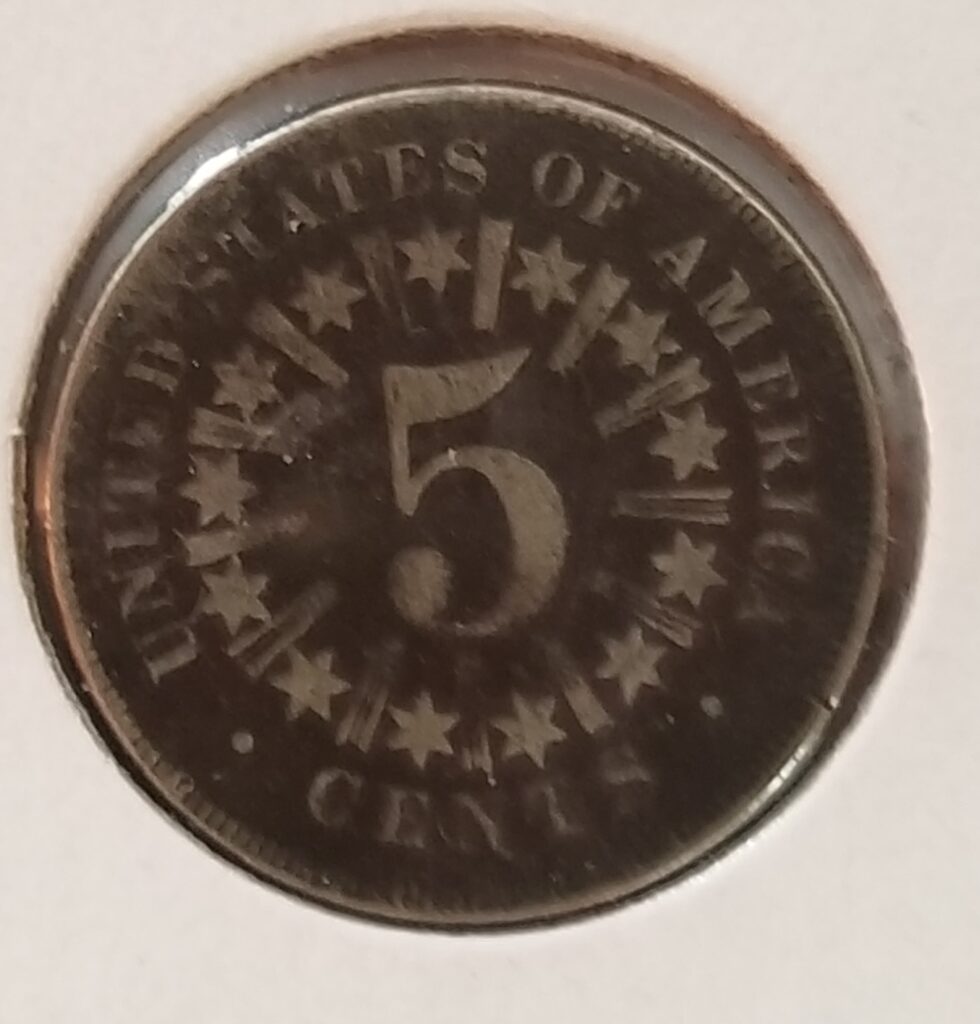 UNITED STATES OF AMERICA
5
CENTS